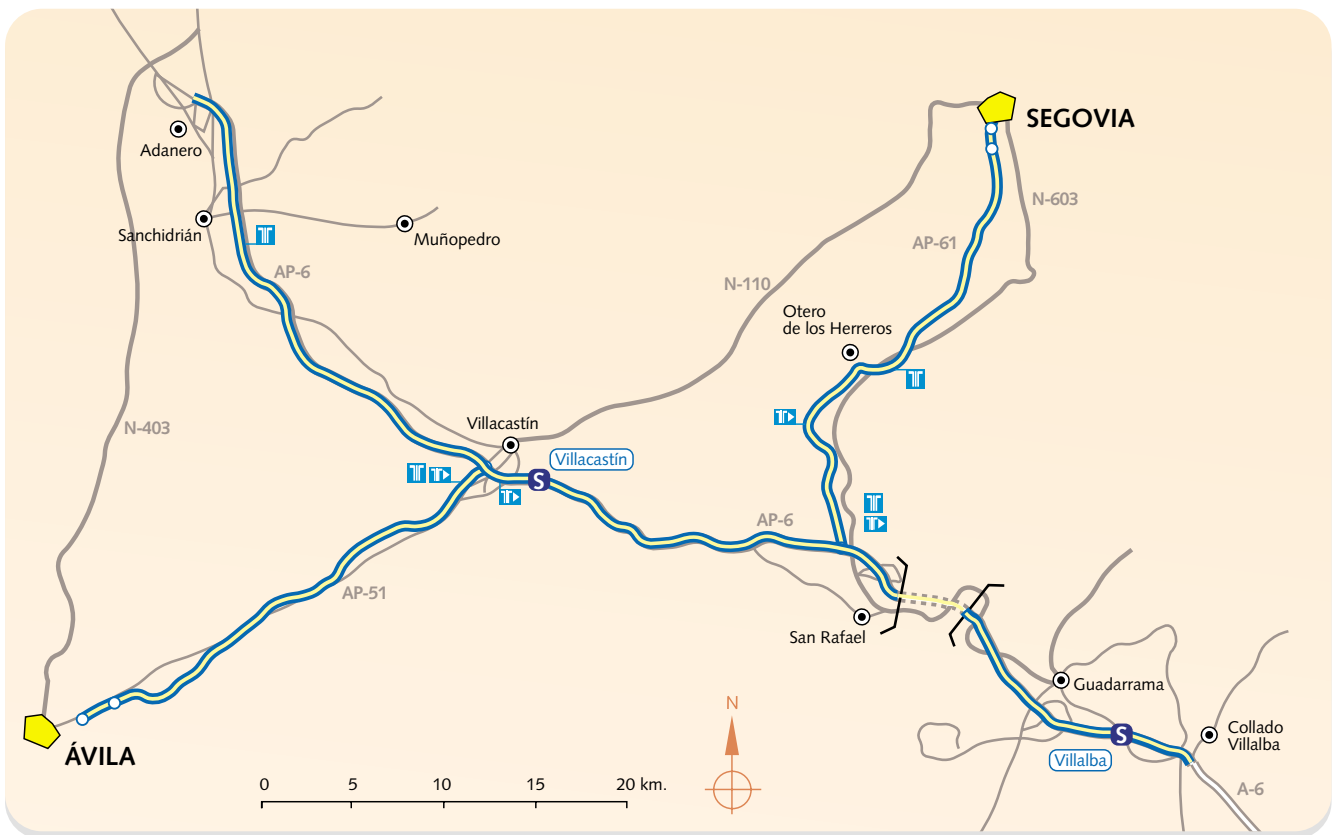 SEGOVIA
Adanero
N-603
Sanchidrián
Muñopedro
AP-61
AP-6
N-110
Otero
de los Herreros
N-403
Villacastín
Villacastín
S
AP-6
AP-51
San Rafael
Guadarrama
N
S
Collado
Villalba
ÁVILA
Villalba
0 5 10 15 20 km.
A-6